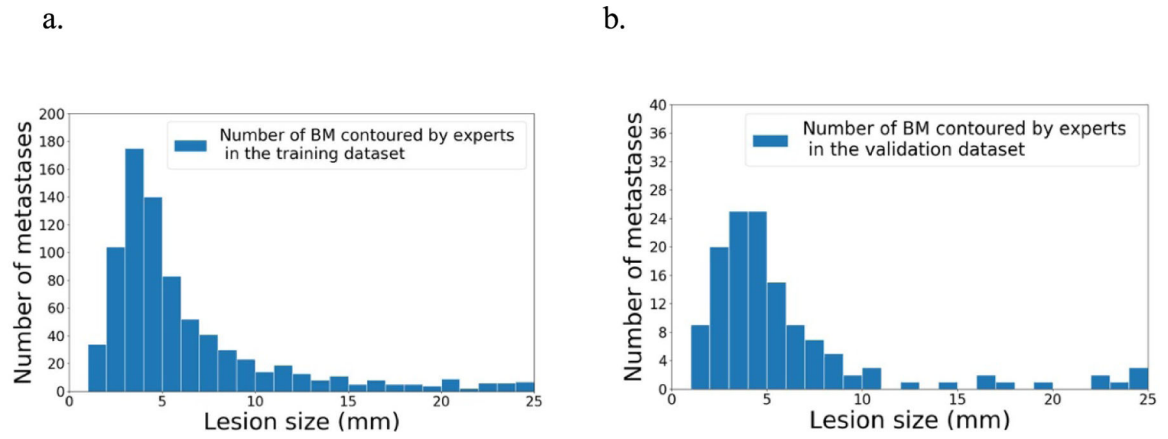 a.
b.
Number of metastases
200
180
160
140
120
100
80
60
40
20
0
Number of BM contoured by experts
in the training dataset
0 5 10 15 20 25
Lesion size (mm)
Number of metastases
40
36
32
28
24
20
16
12
8
4
0
Number of BM contoured by experts
in the validation dataset
0 5 10 15 20 25
Lesion size (mm)